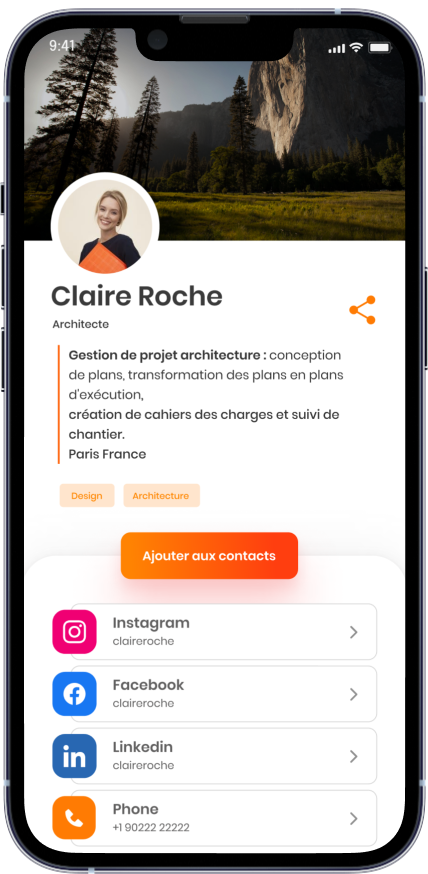 9:41
Claire Roche
Architecte
Gestion de projet architecture : conception
de plans, transformation des plans en plans
d'exécution,
création de cahiers des charges et suivi de
chantier.
Paris France
Design Architecture
Ajouter aux contacts
Instagram
claireroche
Facebook
claireroche
in
Linkedin
claireroche
Phone
+1 90222 22222